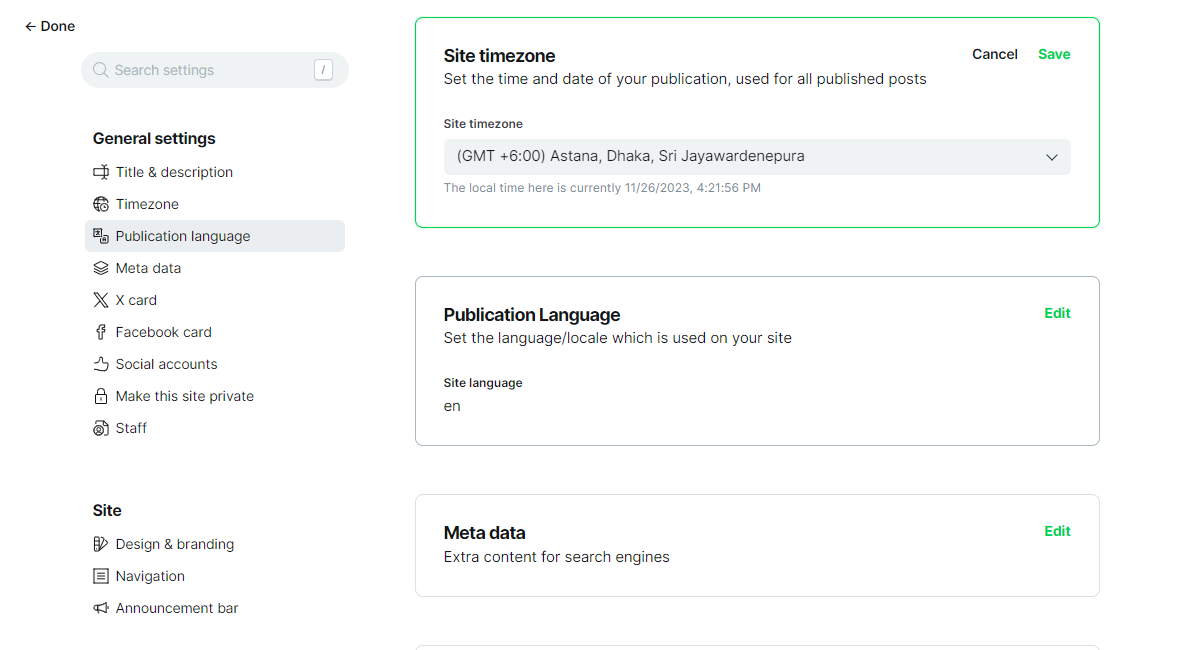 ← Done
Search settings /
General settings
Title & description
Timezone
Publication language
Meta data
X card
Facebook card
Social accounts
Make this site private
Staff
Site
Design & branding
Navigation
Announcement bar
Site timezone
Cancel Save
Set the time and date of your publication, used for all published posts
Site timezone
(GMT +6:00) Astana, Dhaka, Sri Jayawardenepura
The local time here is currently 11/26/2023, 4:21:56 PM
Publication Language
Edit
Set the language/locale which is used on your site
Site language
en
Meta data
Edit
Extra content for search engines